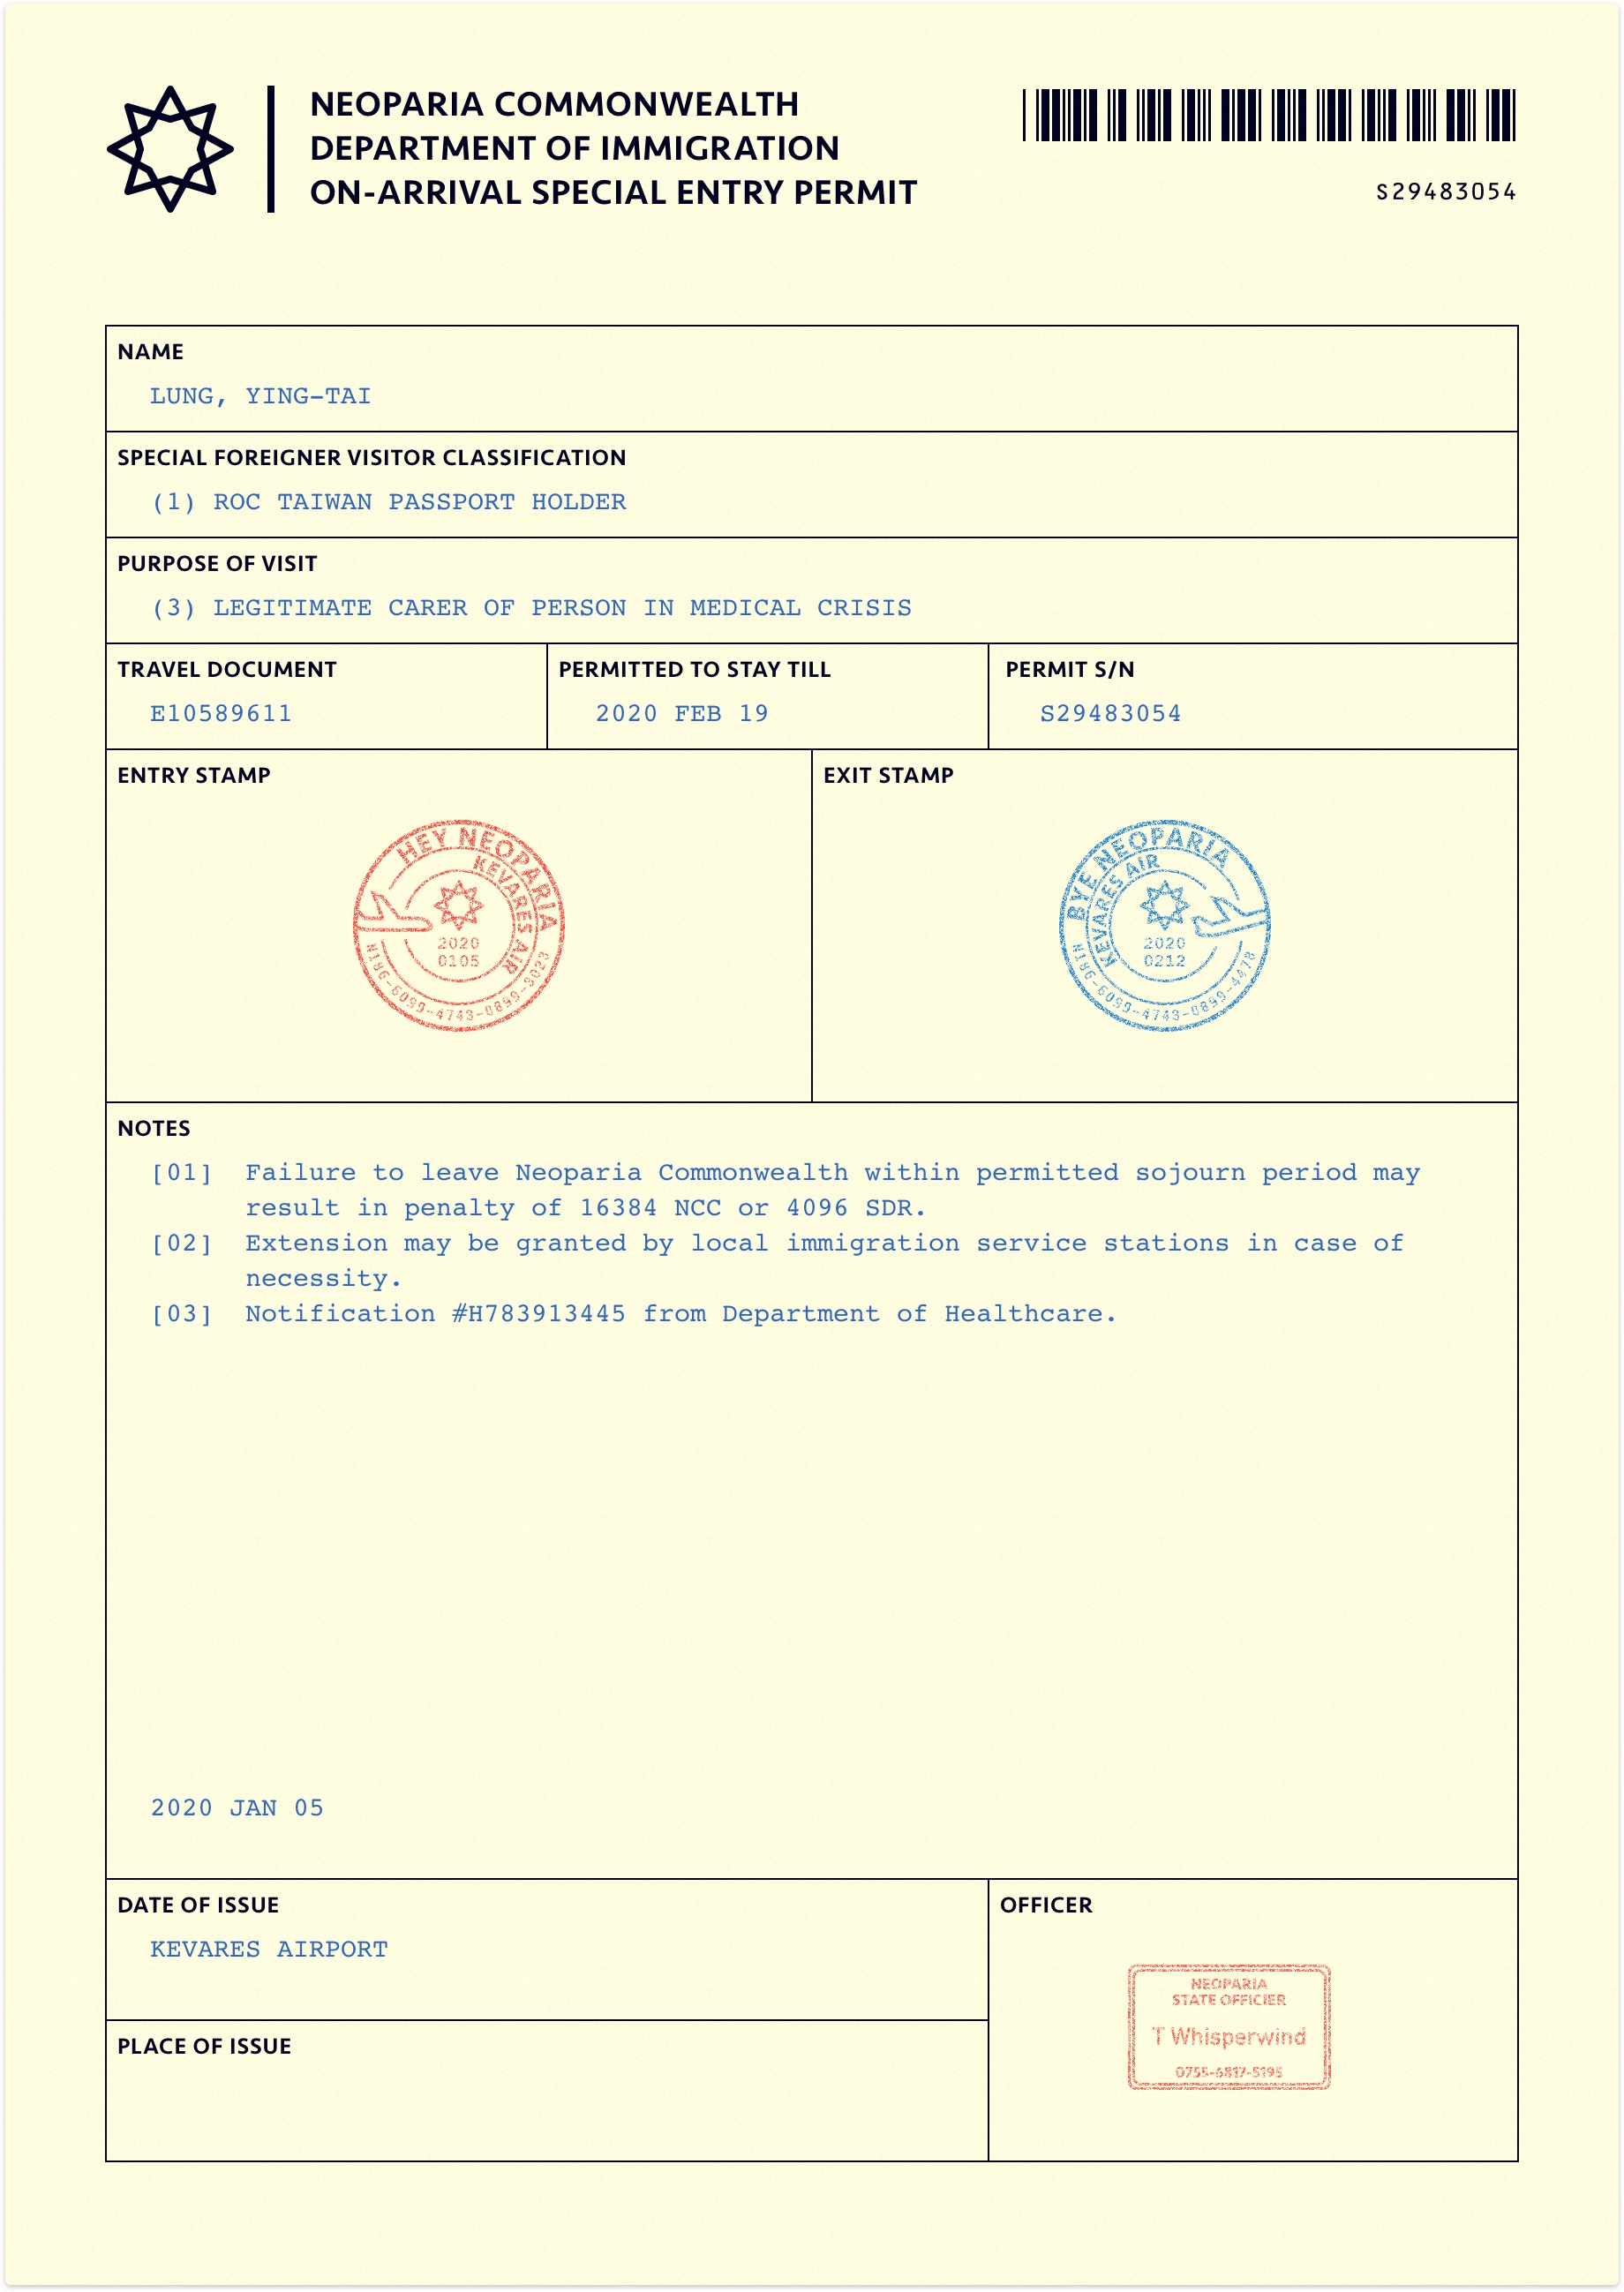 NEOPARIA COMMONWEALTH
DEPARTMENT OF IMMIGRATION
ON-ARRIVAL SPECIAL ENTRY PERMIT
S29483054
NAME
LUNG, YING-TAI
SPECIAL FOREIGNER VISITOR CLASSIFICATION
(1) ROC TAIWAN PASSPORT HOLDER
PURPOSE OF VISIT
(3) LEGITIMATE CARER OF PERSON IN MEDICAL CRISIS
TRAVEL DOCUMENT
E10589611
PERMITTED TO STAY TILL
2020 FEB 19
PERMIT S/N
S29483054
ENTRY STAMP
HEY NEOPARIA
KEVARES AIR
2020
0105
N186-6099-4743-0899-3023
EXIT STAMP
BYE NEOPARIA
KEVARES AIR
2020
0212
N186-6099-4743-0899-4478
NOTES
[01] Failure to leave Neoparia Commonwealth within permitted sojourn period may
result in penalty of 16384 NCC or 4096 SDR.
[02] Extension may be granted by local immigration service stations in case of
necessity.
[03] Notification #H783913445 from Department of Healthcare.
2020 JAN 05
DATE OF ISSUE
KEVARES AIRPORT
PLACE OF ISSUE
OFFICER
NEOPARIA
STATE OFFICIER
T Whisperwind
0755-6817-5195